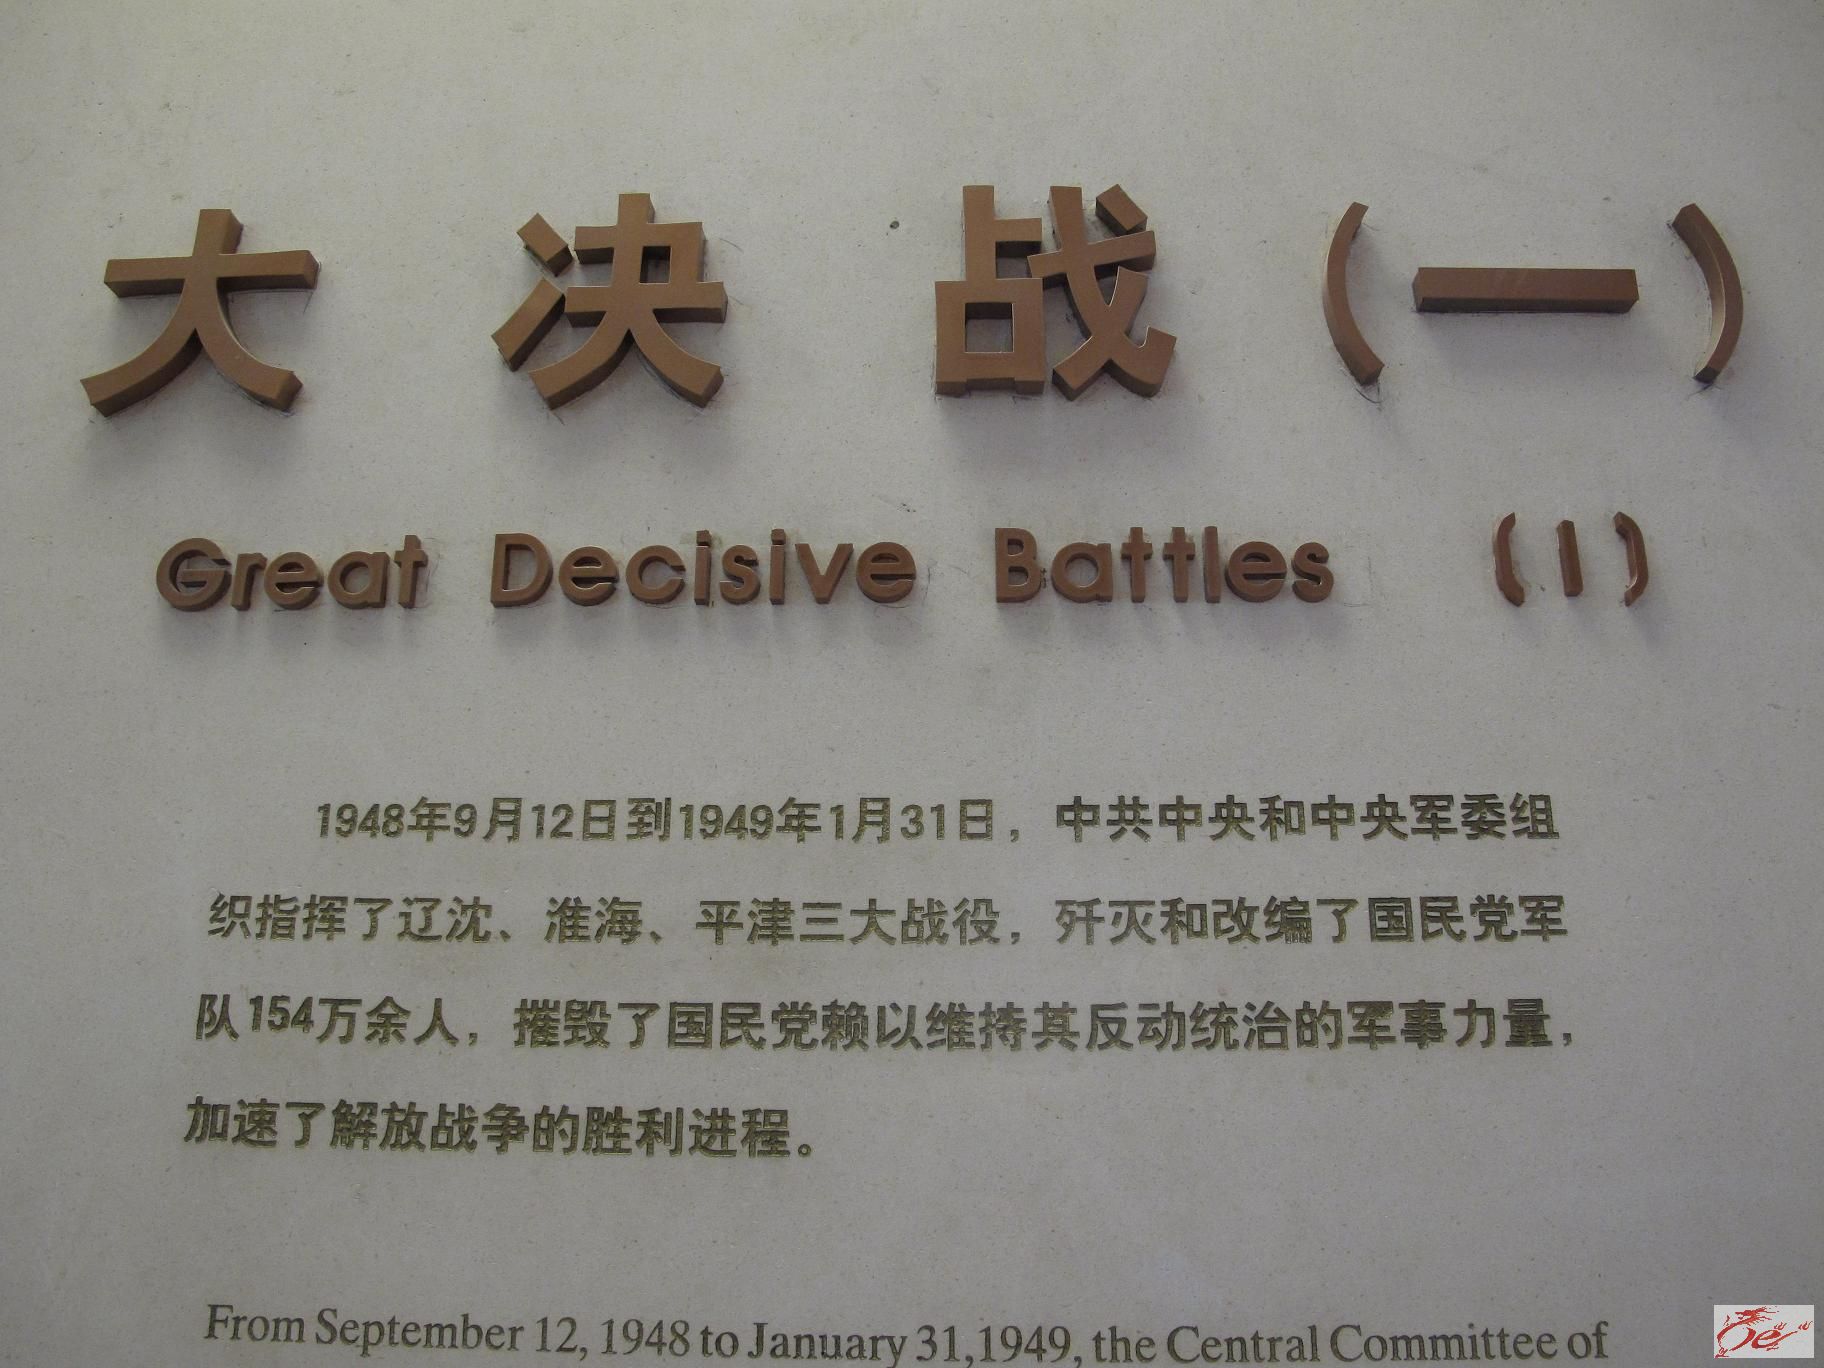 大决战（一）
Great Decisive Battles (I)
1948年9月12日到1949年1月31日，中共中央和中央军委组
织指挥了辽沈、淮海、平津三大战役，歼灭和改编了国民党军
队154万余人，摧毁了国民党赖以维持其反动统治的军事力量，
加速了解放战争的胜利进程。
From September 12, 1948 to January 31,1949, the Central Committee of